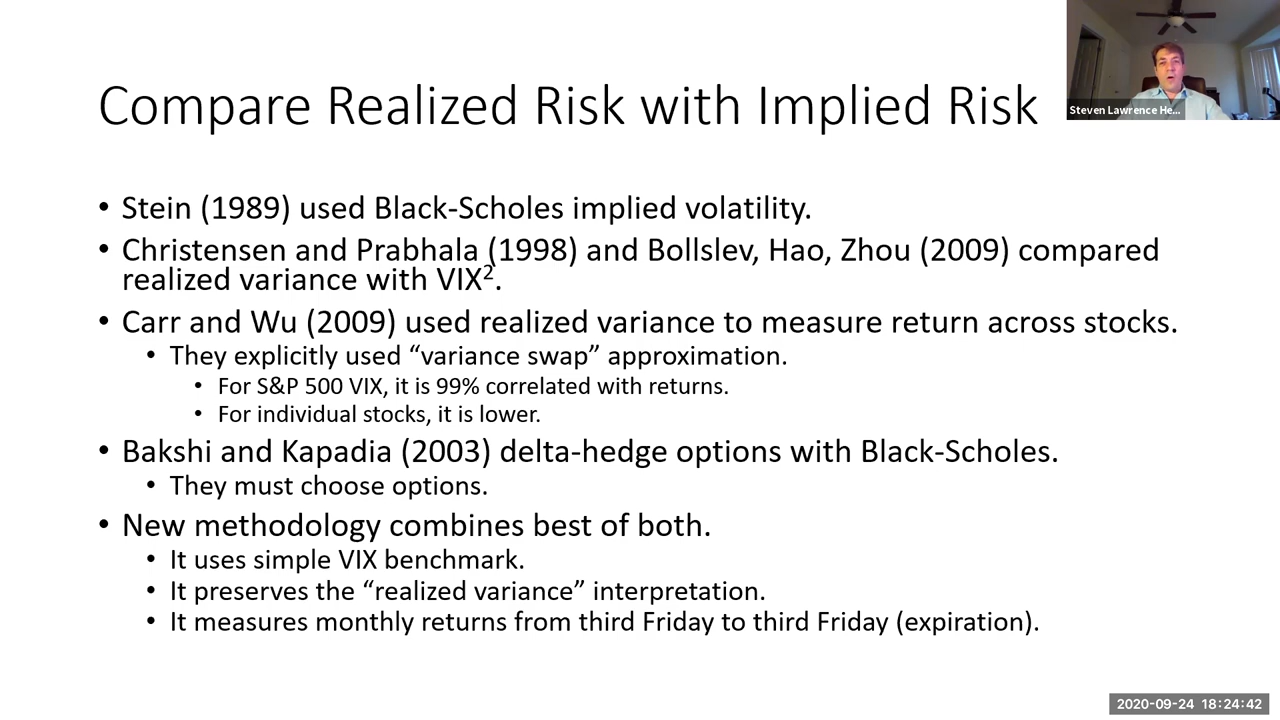 Compare Realized Risk with Implied Risk
Steven Lawrence He...
• Stein (1989) used Black-Scholes implied volatility.
• Christensen and Prabhala (1998) and Bollslev, Hao, Zhou (2009) compared
realized variance with VIX².
• Carr and Wu (2009) used realized variance to measure return across stocks.
• They explicitly used “variance swap” approximation.
• For S&P 500 VIX, it is 99% correlated with returns.
• For individual stocks, it is lower.
• Bakshi and Kapadia (2003) delta-hedge options with Black-Scholes.
• They must choose options.
• New methodology combines best of both.
• It uses simple VIX benchmark.
• It preserves the “realized variance” interpretation.
• It measures monthly returns from third Friday to third Friday (expiration).
2020-09-24 18:24:42